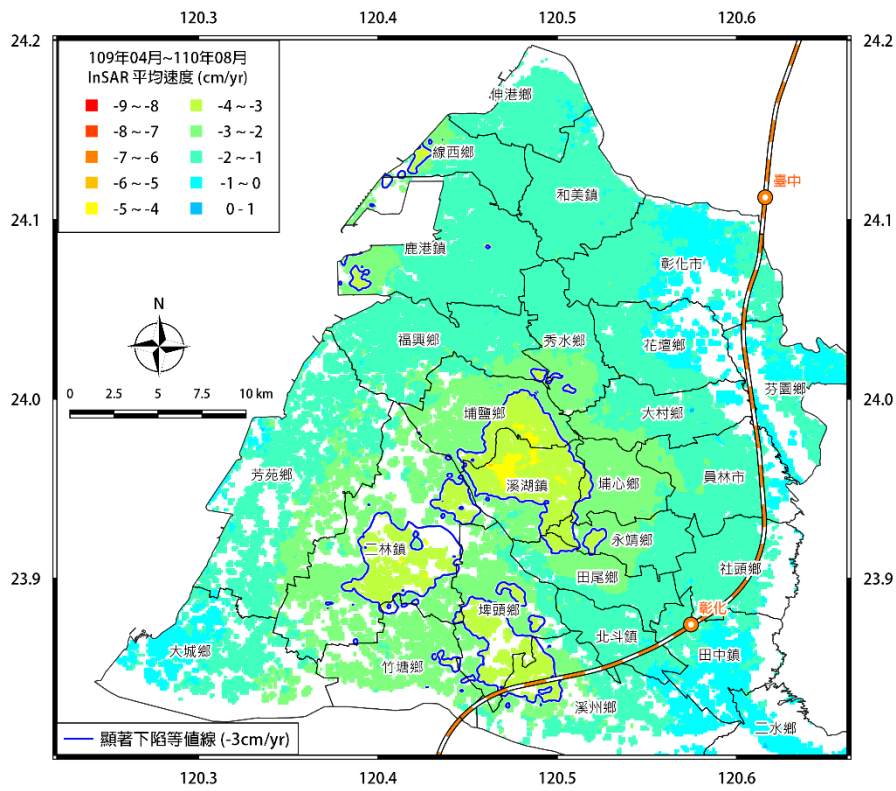 120.3 120.4 120.5 120.6
24.2 24.2
109年04月~110年08月
InSAR 平均速度 (cm/yr)
-9 ~ -8 -4 ~ -3
-8 ~ -7 -3 ~ -2
-7 ~ -6 -2 ~ -1
-6 ~ -5 -1 ~ 0
-5 ~ -4 0 - 1
伸港鄉
線西鄉
臺中
和美鎮
24.1 24.1
鹿港鎮
彰化市
N
福興鄉 秀水鄉 花壇鄉
0 2.5 5 7.5 10 km
芬園鄉
24.0 24.0
埔鹽鄉 大村鄉
芳苑鄉 溪湖鎮 埔心鄉 員林市
二林鎮 永靖鄉
23.9 田尾鄉 社頭鄉 23.9
埤頭鄉 彰化
大城鄉 北斗鎮 田中鎮
竹塘鄉
溪州鄉
二水鄉
顯著下陷等值線 (-3cm/yr)
120.3 120.4 120.5 120.6